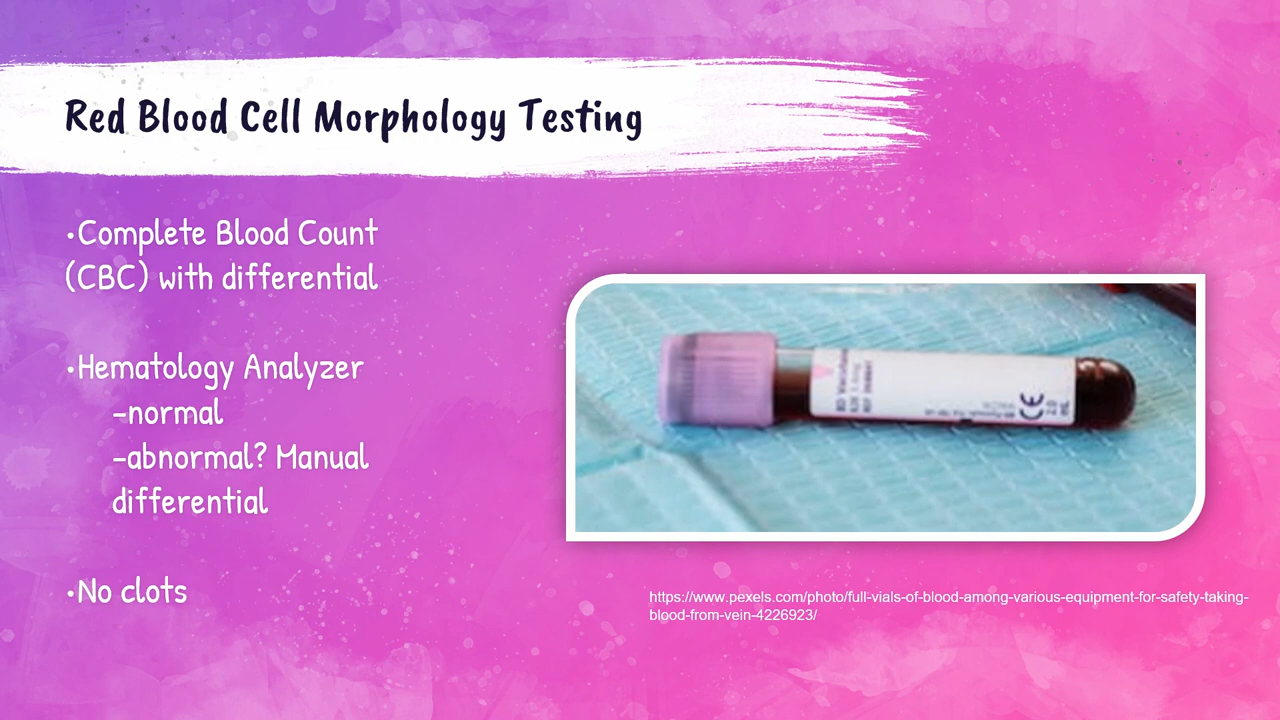 Red Blood Cell Morphology Testing
•Complete Blood Count
(CBC) with differential
•Hematology Analyzer
-normal
-abnormal? Manual
differential
•No clots
CE
https://www.pexels.com/photo/full-vials-of-blood-among-various-equipment-for-safety-taking-
blood-from-vein-4226923/